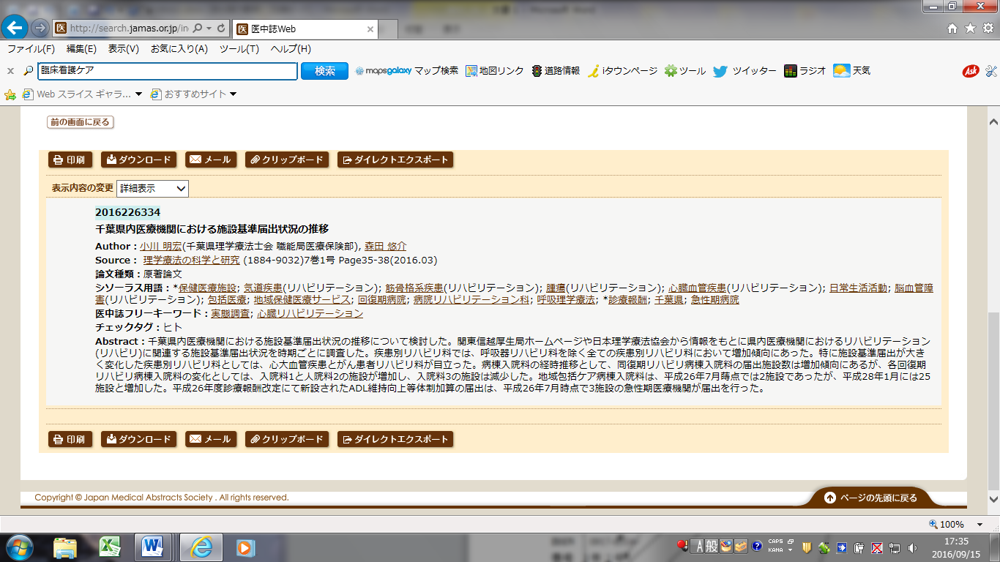 http://search.jamas.or.jp/in
医中誌Web
ファイル(F) 編集(E) 表示(V) お気に入り(A) ツール(T) ヘルプ(H)
臨床看護ケア 検索 mapsgalaxy マップ検索 地図リンク 道路情報 iタウンページ ツール ツイッター ラジオ 天気 Ask
Web スライス ギャラ... おすすめサイト
前の画面に戻る
印刷 ダウンロード メール クリップボード ダイレクトエクスポート
表示内容の変更 詳細表示
2016226334
千葉県内医療機関における施設基準届出状況の推移
Author：小川 明宏(千葉県理学療法士会 職能局医療保険部), 森田 悠介
Source： 理学療法の科学と研究 (1884-9032)7巻1号 Page35-38(2016.03)
論文種類：原著論文
シソーラス用語：*保健医療施設; 気道疾患(リハビリテーション); 筋骨格系疾患(リハビリテーション); 腫瘍(リハビリテーション); 心臓血管疾患(リハビリテーション); 日常生活活動; 脳血管障
害(リハビリテーション); 包括医療; 地域保健医療サービス; 回復期病院; 病院リハビリテーション科; 呼吸理学療法; *診療報酬; 千葉県; 急性期病院
医中誌フリーキーワード：実態調査; 心臓リハビリテーション
チェックタグ：ヒト
Abstract：千葉県内医療機関における施設基準届出状況の推移について検討した。関東信越厚生局ホームページや日本理学療法協会から情報をもとに県内医療機関におけるリハビリテーション
(リハビリ)に関連する施設基準届出状況を時期ごとに調査した。疾患別リハビリ料では、呼吸器リハビリ料を除く全ての疾患別リハビリ料において増加傾向にあった。特に施設基準届出が大き
く変化した疾患別リハビリ料としては、心大血管疾患とがん患者リハビリ料が目立った。病棟入院料の経時推移として、同復期リハビリ病棟入院料の届出施設数は増加傾向にあるが、各回復期
リハビリ病棟入院料の変化としては、入院料1と人院料2の施設が増加し、入院料3の施設は減少した。地域包括ケア病棟入院料は、平成26年7月時点では2施設であったが、平成28年1月には25
施設と増加した。平成26年度診療報酬改定にて新設されたADL維持向上等体制加算の届出は、平成26年7月時点で3施設の急性期医療機関が届出を行った。
印刷 ダウンロード メール クリップボード ダイレクトエクスポート
Copyright © Japan Medical Abstracts Society . All rights reserved.
ページの先頭に戻る
100%
A 般 CAPS KANA
17:35
2016/09/15